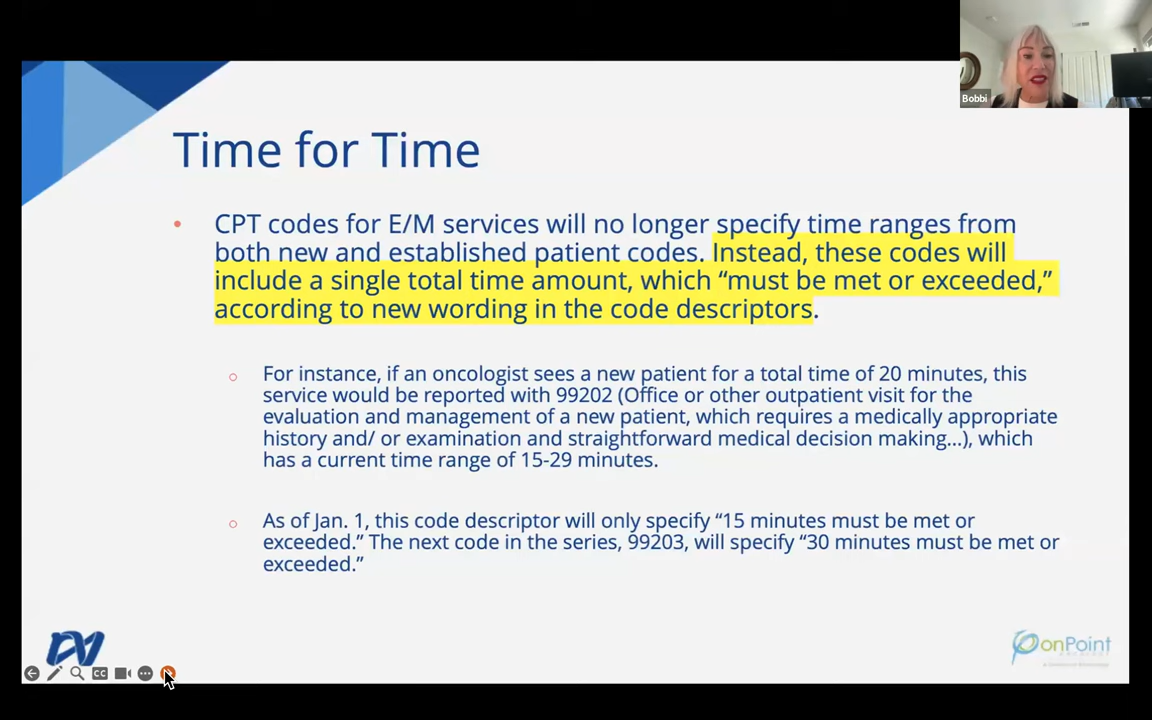 Bobbi
Time for Time
• CPT codes for E/M services will no longer specify time ranges from
both new and established patient codes. Instead, these codes will
include a single total time amount, which “must be met or exceeded,”
according to new wording in the code descriptors.
○ For instance, if an oncologist sees a new patient for a total time of 20 minutes, this
service would be reported with 99202 (Office or other outpatient visit for the
evaluation and management of a new patient, which requires a medically appropriate
history and/ or examination and straightforward medical decision making...), which
has a current time range of 15-29 minutes.
○ As of Jan. 1, this code descriptor will only specify “15 minutes must be met or
exceeded.” The next code in the series, 99203, will specify “30 minutes must be met or
exceeded.”
onPoint
CC